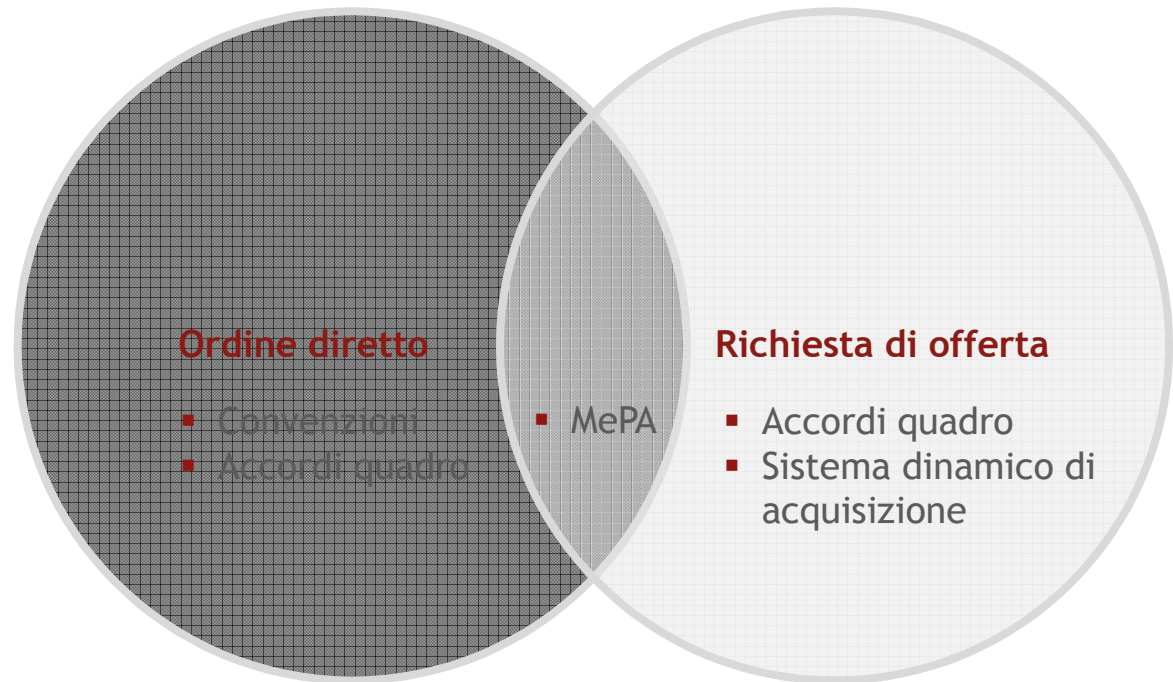 Ordine diretto
▪ Convenzioni
▪ Accordi quadro
▪ MePA
Richiesta di offerta
▪ Accordi quadro
▪ Sistema dinamico di
acquisizione